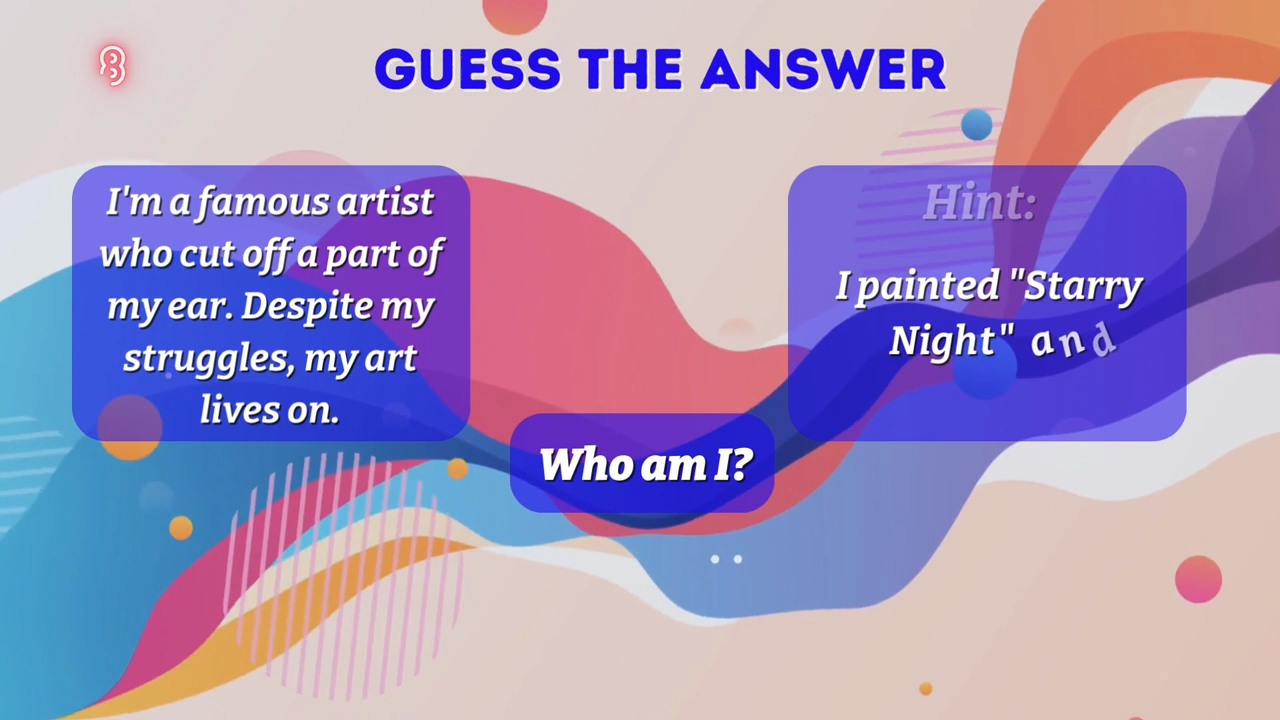 8
GUESS THE ANSWER
I'm a famous artist
who cut off a part of
my ear. Despite my
struggles, my art
lives on.
Hint:
I painted "Starry
Night" and
Who am I?